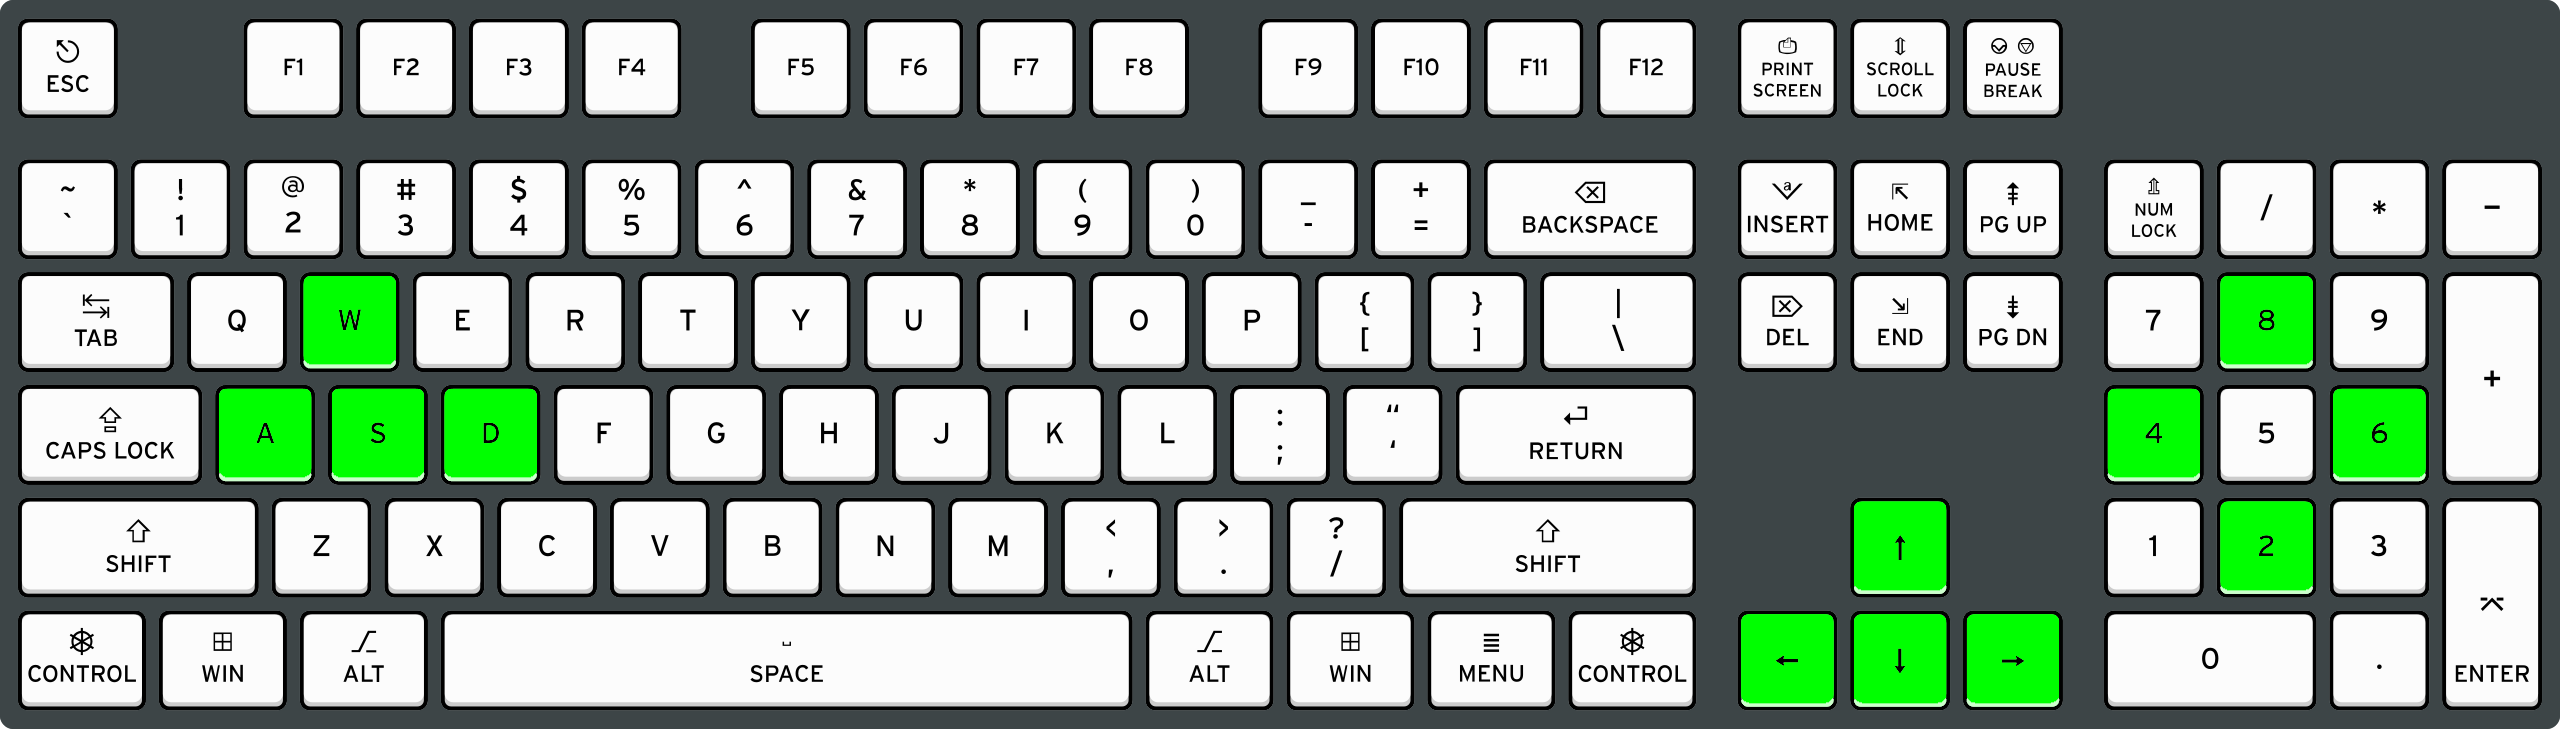 ESC F1 F2 F3 F4 F5 F6 F7 F8 F9 F10 F11 F12 PRINT SCREEN SCROLL LOCK PAUSE BREAK
~ ! @ # $ % ^ & * ( ) _ +
` 1 2 3 4 5 6 7 8 9 0 - = BACKSPACE INSERT HOME PG UP NUM LOCK / * -
TAB Q W E R T Y U I O P { [ } ] | \ DEL END PG DN 7 8 9 +
CAPS LOCK A S D F G H J K L : ; “ ‘ RETURN 4 5 6
SHIFT Z X C V B N M < , > . ? / SHIFT ↑ 1 2 3
CONTROL WIN ALT SPACE ALT WIN MENU CONTROL ← ↓ → 0 . ENTER